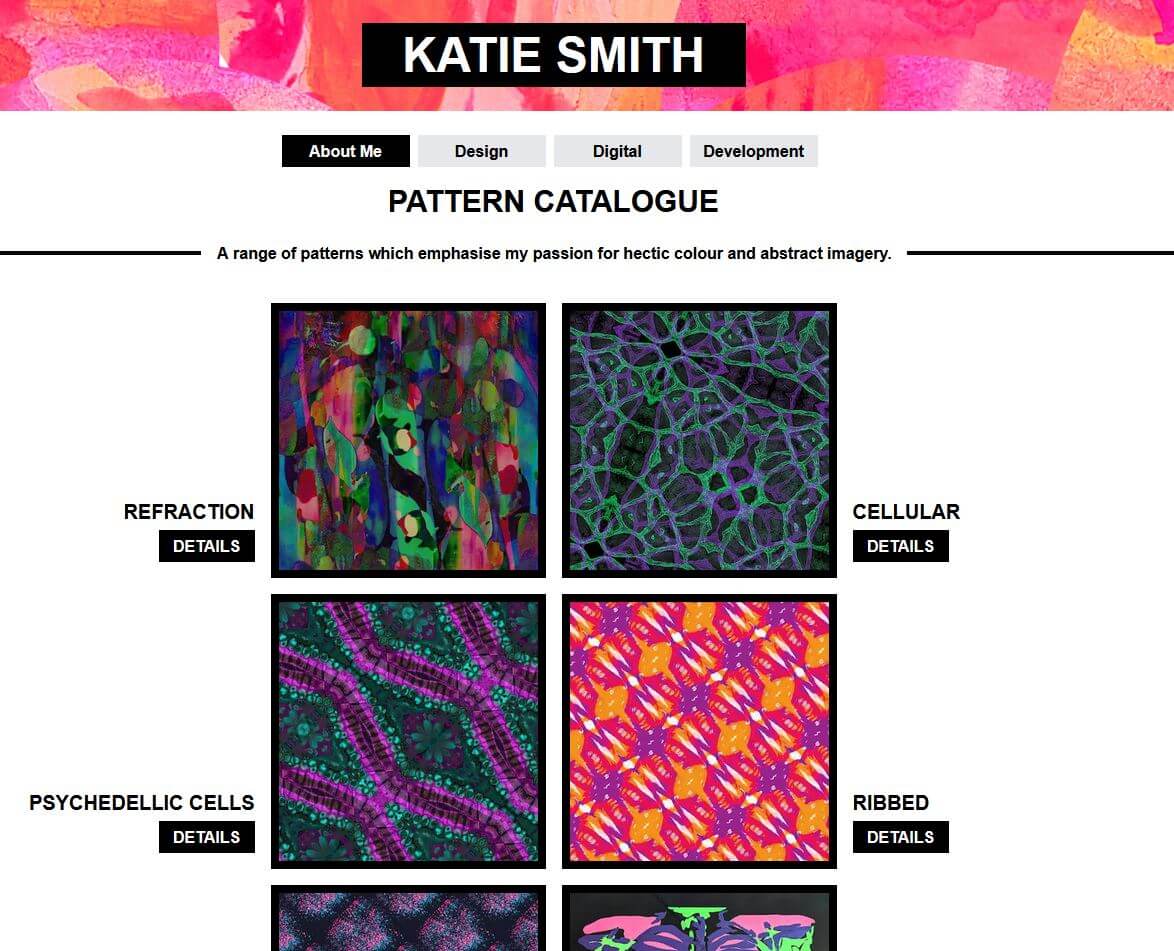 KATIE SMITH
About Me
Design
Digital
Development
PATTERN CATALOGUE
A range of patterns which emphasise my passion for hectic colour and abstract imagery.
REFRACTION
DETAILS
CELLULAR
DETAILS
PSYCHEDELLIC CELLS
DETAILS
RIBBED
DETAILS